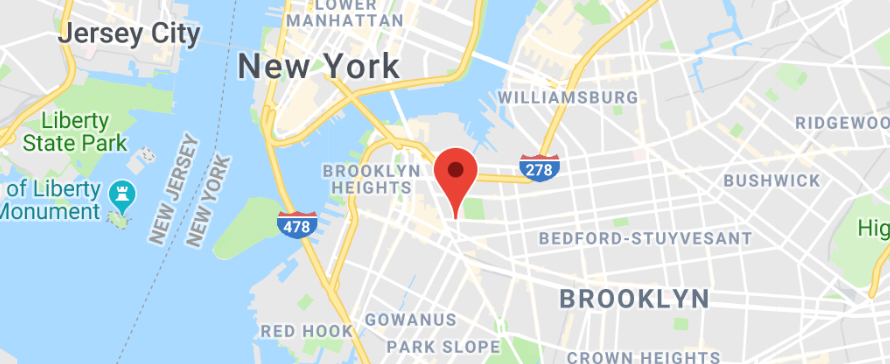 LOWER
MANHATTAN
Jersey City
New York
WILLIAMSBURG
Liberty
State Park
RIDGEWOO
NEW JERSEY
NEW YORK
BROOKLYN
HEIGHTS
278
BUSHWICK
of Liberty
Monument
478
BEDFORD-STUYVESANT
Hig
BROOKLYN
RED HOOK
GOWANUS
PARK SLOPE
CROWN HEIGHTS